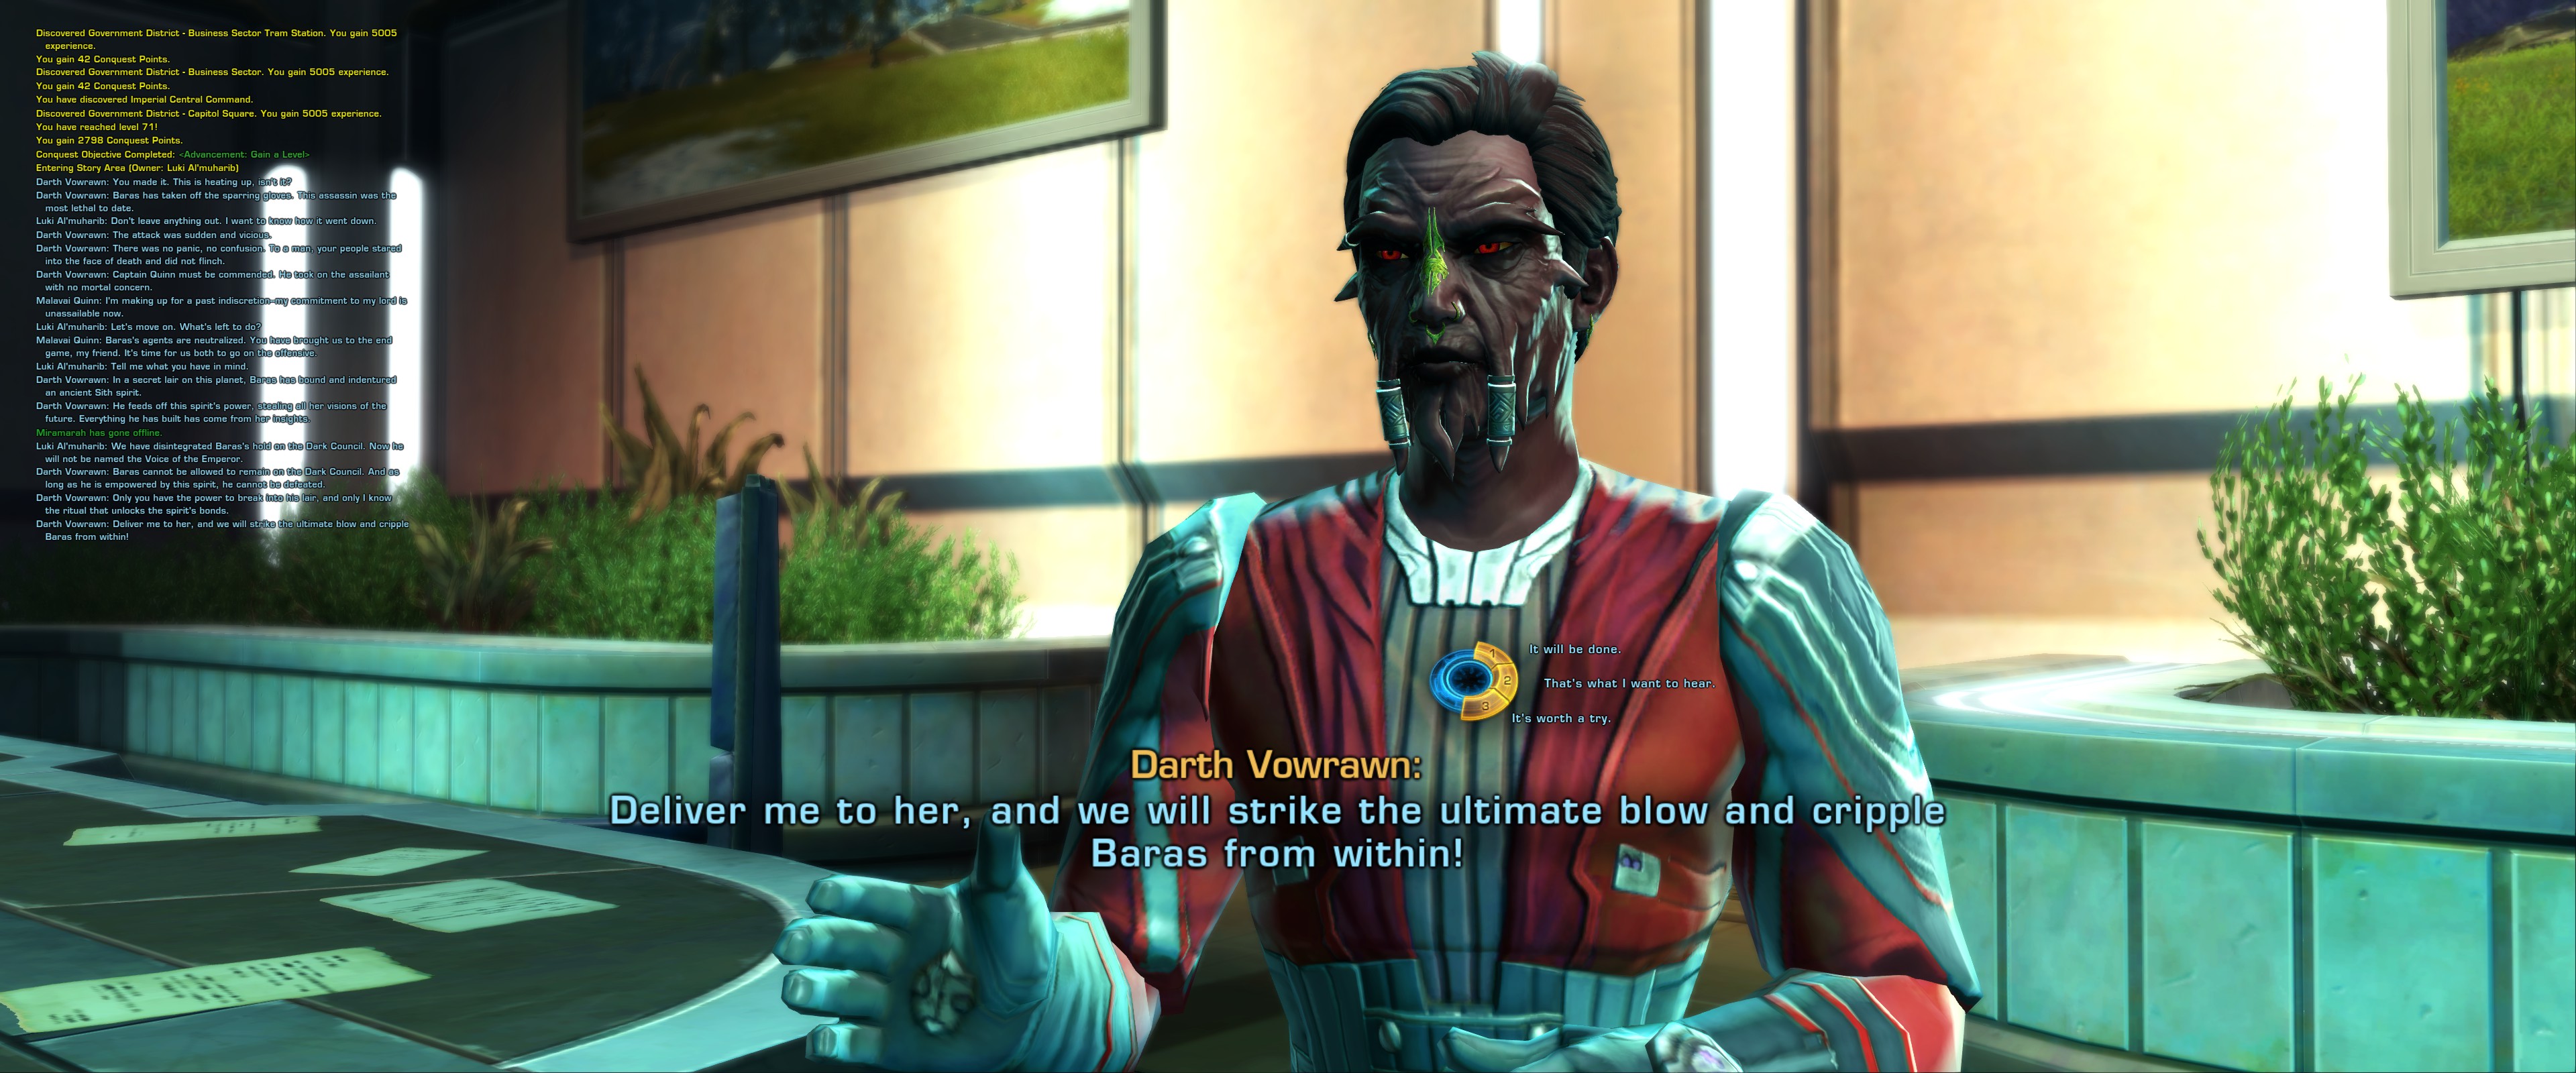 Discovered Government District - Business Sector Tram Station. You gain 5005
experience.
You gain 42 Conquest Points.
Discovered Government District - Business Sector. You gain 5005 experience.
You gain 42 Conquest Points.
You have discovered Imperial Central Command.
Discovered Government District - Capitol Square. You gain 5005 experience.
You have reached level 71!
You gain 2798 Conquest Points.
Conquest Objective Completed: <Advancement: Gain a Level>
Entering Story Area (Owner: Luki Al'muharib)
Darth Vowrawn: You made it. This is heating up, isn't it?
Darth Vowrawn: Baras has taken off the sparring gloves. This assassin was the
most lethal to date.
Luki Al'muharib: Don't leave anything out. I want to know how it went down.
Darth Vowrawn: The attack was sudden and vicious.
Darth Vowrawn: There was no panic, no confusion. To a man, your people stared
into the face of death and did not flinch.
Darth Vowrawn: Captain Quinn must be commended. He took on the assailant
with no mortal concern.
Malavai Quinn: I'm making up for a past indiscretion-my commitment to my lord is
unassailable now.
Luki Al'muharib: Let's move on. What's left to do?
Malavai Quinn: Baras's agents are neutralized. You have brought us to the end
game, my friend. It's time for us both to go on the offensive.
Luki Al'muharib: Tell me what you have in mind.
Darth Vowrawn: In a secret lair on this planet, Baras has bound and indentured
an ancient Sith spirit.
Darth Vowrawn: He feeds off this spirit's power, stealing all her visions of the
future. Everything he has built has come from her insights.
Miramarah has gone offline.
Luki Al'muharib: We have disintegrated Baras's hold on the Dark Council. Now he
will not be named the Voice of the Emperor.
Darth Vowrawn: Baras cannot be allowed to remain on the Dark Council. And as
long as he is empowered by this spirit, he cannot be defeated.
Darth Vowrawn: Only you have the power to break into his lair, and only I know
the ritual that unlocks the spirit's bonds.
Darth Vowrawn: Deliver me to her, and we will strike the ultimate blow and cripple
Baras from within!
1 It will be done.
2 That's what I want to hear.
3 It's worth a try.
Darth Vowrawn:
Deliver me to her, and we will strike the ultimate blow and cripple
Baras from within!